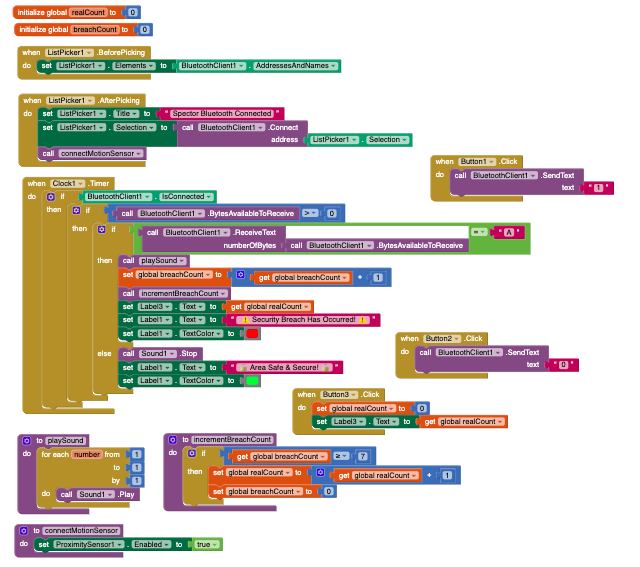 initialize global realCount to 0
initialize global breachCount to 0
when ListPicker1 .BeforePicking
do set ListPicker1 . Elements to BluetoothClient1 . AddressesAndNames
when ListPicker1 .AfterPicking
do set ListPicker1 . Title to " Spector Bluetooth Connected "
set ListPicker1 . Selection to call BluetoothClient1 .Connect
address ListPicker1 . Selection
call connectMotionSensor
when Button1 .Click
do call BluetoothClient1 .SendText
text " 1 "
when Clock1 .Timer
do if BluetoothClient1 . IsConnected
then if call BluetoothClient1 .BytesAvailableToReceive > 0
then if call BluetoothClient1 .ReceiveText = " A "
numberOfBytes call BluetoothClient1 .BytesAvailableToReceive
then call playSound
set global breachCount to get global breachCount + 1
call incrementBreachCount
set Label3 . Text to get global realCount
set Label1 . Text to " ⚠️ Security Breach Has Occurred! ⚠️ "
set Label1 . TextColor to
else call Sound1 .Stop
set Label1 . Text to " Area Safe & Secure! "
set Label1 . TextColor to
when Button2 .Click
do call BluetoothClient1 .SendText
text " 0 "
when Button3 .Click
do set global realCount to 0
set Label3 . Text to get global realCount
to playSound
do for each number from 1
to 1
by 1
do call Sound1 .Play
to incrementBreachCount
do if get global breachCount ≥ 7
then set global realCount to get global realCount + 1
set global breachCount to 0
to connectMotionSensor
do set ProximitySensor1 . Enabled to true